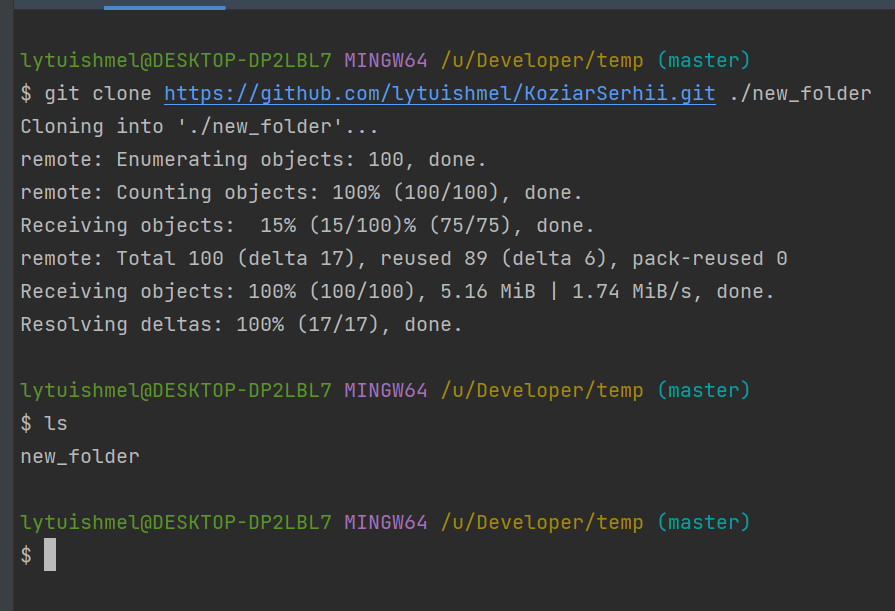 lytuishmel@DESKTOP-DP2LBL7 MINGW64 /u/Developer/temp (master)
$ git clone https://github.com/lytuishmel/KoziarSerhii.git ./new_folder
Cloning into './new_folder'...
remote: Enumerating objects: 100, done.
remote: Counting objects: 100% (100/100), done.
Receiving objects:  15% (15/100)% (75/75), done.
remote: Total 100 (delta 17), reused 89 (delta 6), pack-reused 0
Receiving objects: 100% (100/100), 5.16 MiB | 1.74 MiB/s, done.
Resolving deltas: 100% (17/17), done.
lytuishmel@DESKTOP-DP2LBL7 MINGW64 /u/Developer/temp (master)
$ ls
new_folder
lytuishmel@DESKTOP-DP2LBL7 MINGW64 /u/Developer/temp (master)
$